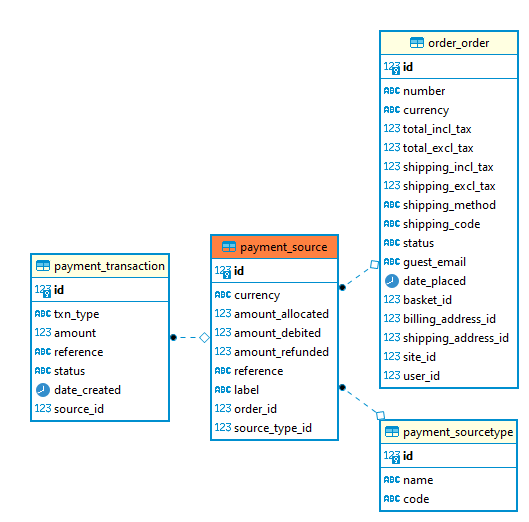 order_order
123 id
ABC number
ABC currency
123 total_incl_tax
123 total_excl_tax
123 shipping_incl_tax
123 shipping_excl_tax
ABC shipping_method
ABC shipping_code
ABC status
ABC guest_email
date_placed
123 basket_id
123 billing_address_id
123 shipping_address_id
123 site_id
123 user_id
payment_source
123 id
ABC currency
123 amount_allocated
123 amount_debited
123 amount_refunded
ABC reference
ABC label
123 order_id
123 source_type_id
payment_transaction
123 id
ABC txn_type
123 amount
ABC reference
ABC status
date_created
123 source_id
payment_sourcetype
123 id
ABC name
ABC code